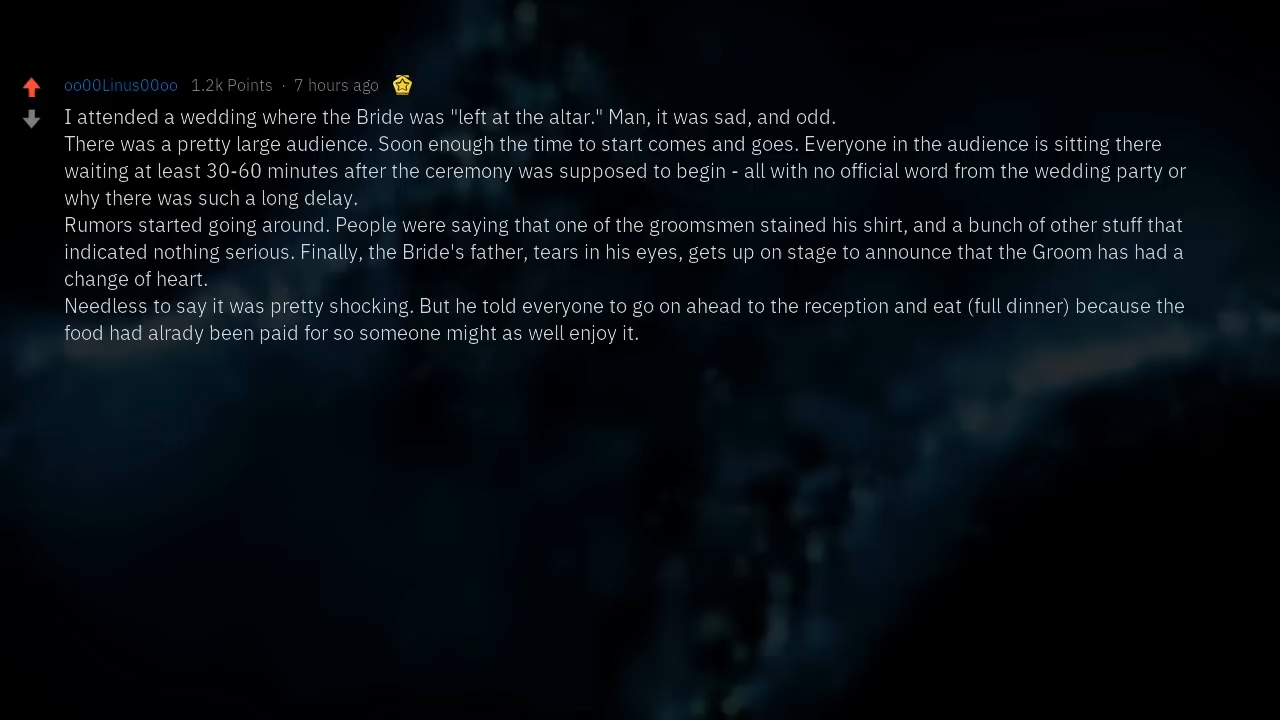 oo00Linus00oo 1.2k Points · 7 hours ago
I attended a wedding where the Bride was "left at the altar." Man, it was sad, and odd.
There was a pretty large audience. Soon enough the time to start comes and goes. Everyone in the audience is sitting there
waiting at least 30-60 minutes after the ceremony was supposed to begin - all with no official word from the wedding party or
why there was such a long delay.
Rumors started going around. People were saying that one of the groomsmen stained his shirt, and a bunch of other stuff that
indicated nothing serious. Finally, the Bride's father, tears in his eyes, gets up on stage to announce that the Groom has had a
change of heart.
Needless to say it was pretty shocking. But he told everyone to go on ahead to the reception and eat (full dinner) because the
food had alrady been paid for so someone might as well enjoy it.